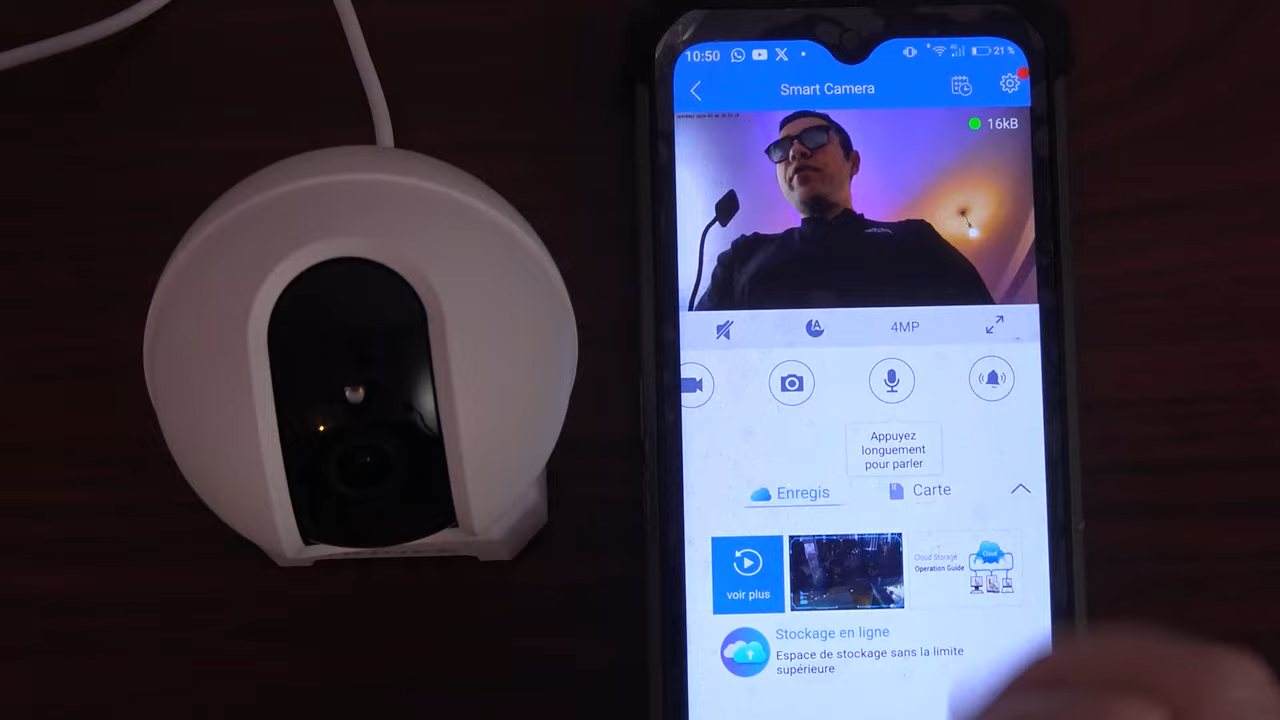 10:50
21 %
Smart Camera
16kB
4MP
Appuyez
longuement
pour parler
Enregis
Carte
voir plus
Cloud Storage
Operation Guide
Cloud
Stockage en ligne
Espace de stockage sans la limite
supérieure